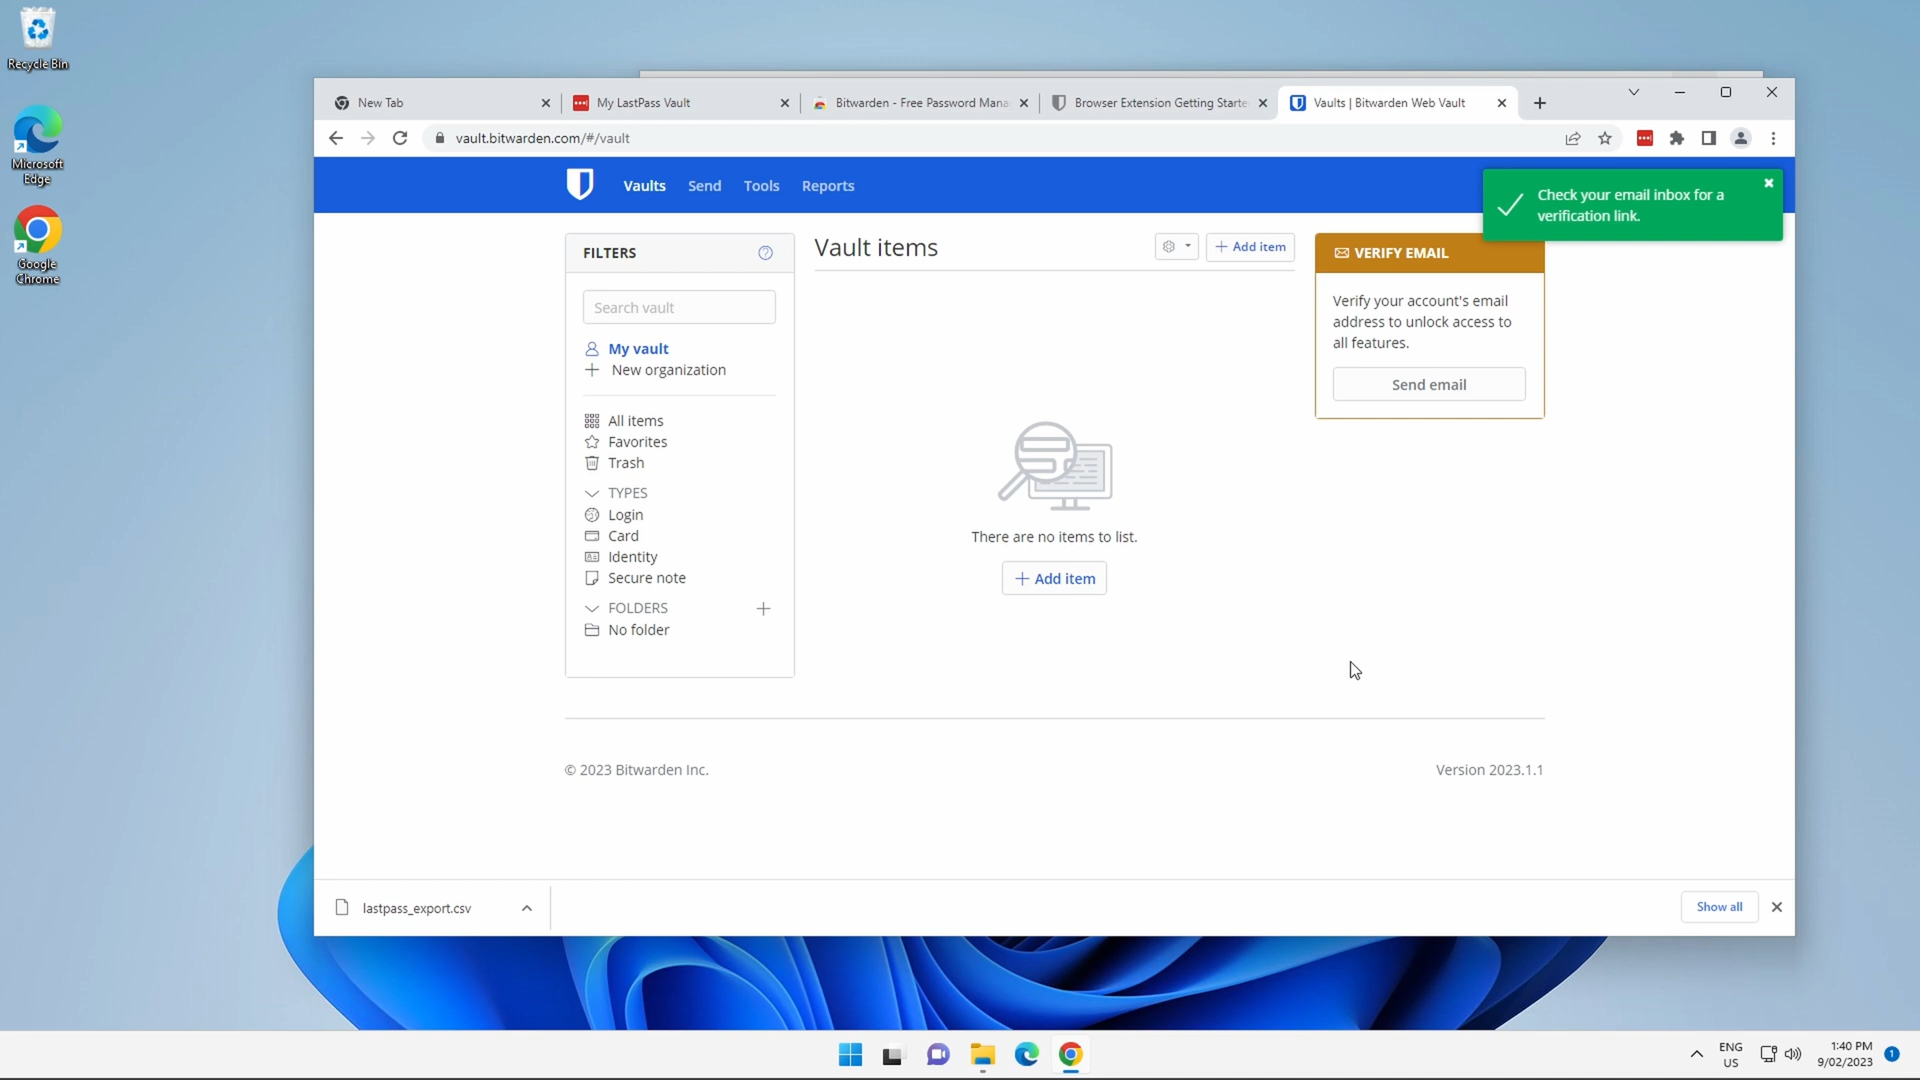 Recycle Bin
Microsoft
Edge
Google
Chrome
New Tab
My LastPass Vault
Bitwarden - Free Password Mana
Browser Extension Getting Starte
Vaults | Bitwarden Web Vault
vault.bitwarden.com/#/vault
Vaults
Send
Tools
Reports
Check your email inbox for a
verification link.
FILTERS
Search vault
My vault
New organization
All items
Favorites
Trash
TYPES
Login
Card
Identity
Secure note
FOLDERS
No folder
Vault items
Add item
There are no items to list.
Add item
VERIFY EMAIL
Verify your account's email
address to unlock access to
all features.
Send email
© 2023 Bitwarden Inc.
Version 2023.1.1
lastpass_export.csv
Show all
ENG
US
1:40 PM
9/02/2023
1